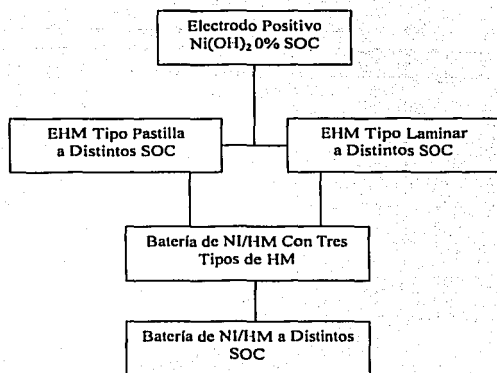 Electrodo Positivo
Ni(OH)₂ 0% SOC
EHM Tipo Pastilla
a Distintos SOC
EHM Tipo Laminar
a Distintos SOC
Batería de NI/HM Con Tres
Tipos de HM
Batería de NI/HM a Distintos
SOC